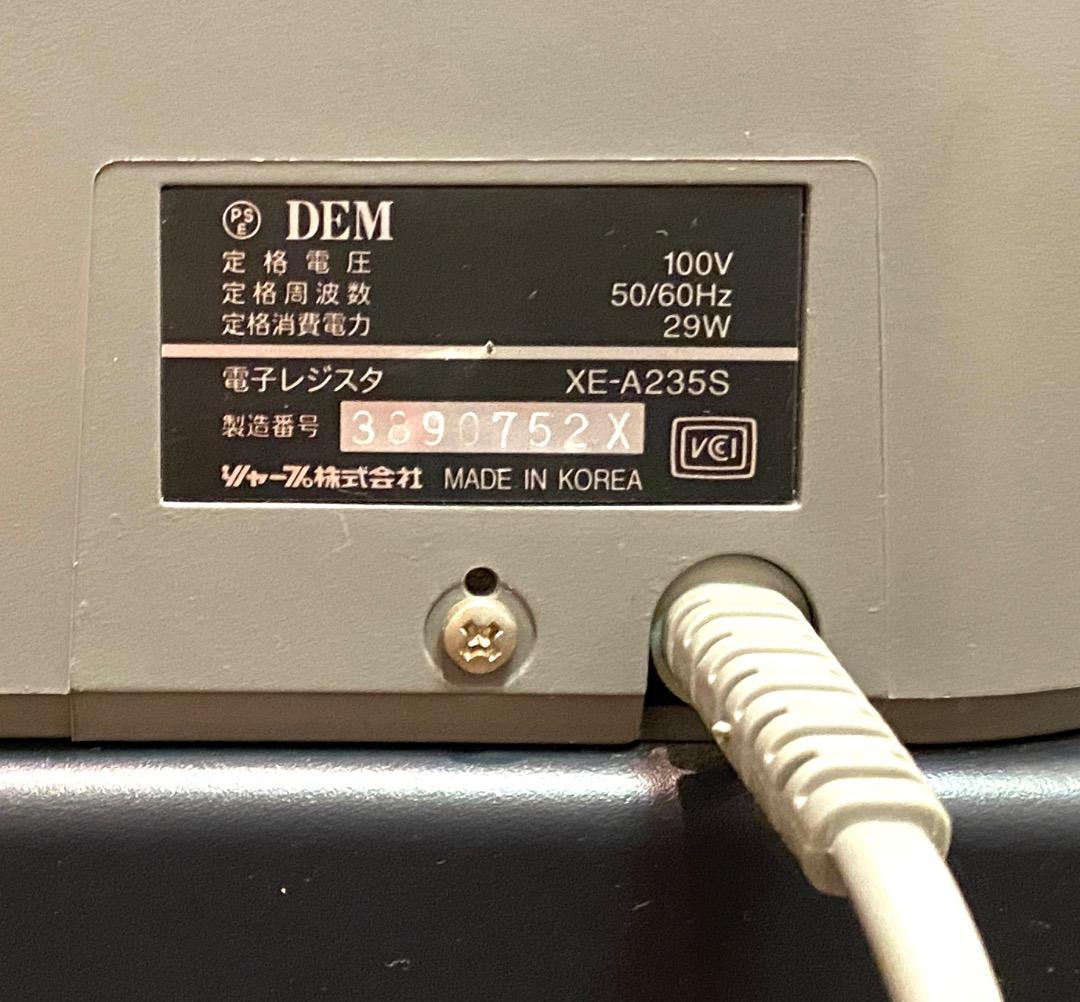 PSE DEM
定格電圧 100V
定格周波数 50/60Hz
定格消費電力 29W
電子レジスタ XE-A235S
製造番号 3890752X VCCI
シャープ株式会社 MADE IN KOREA